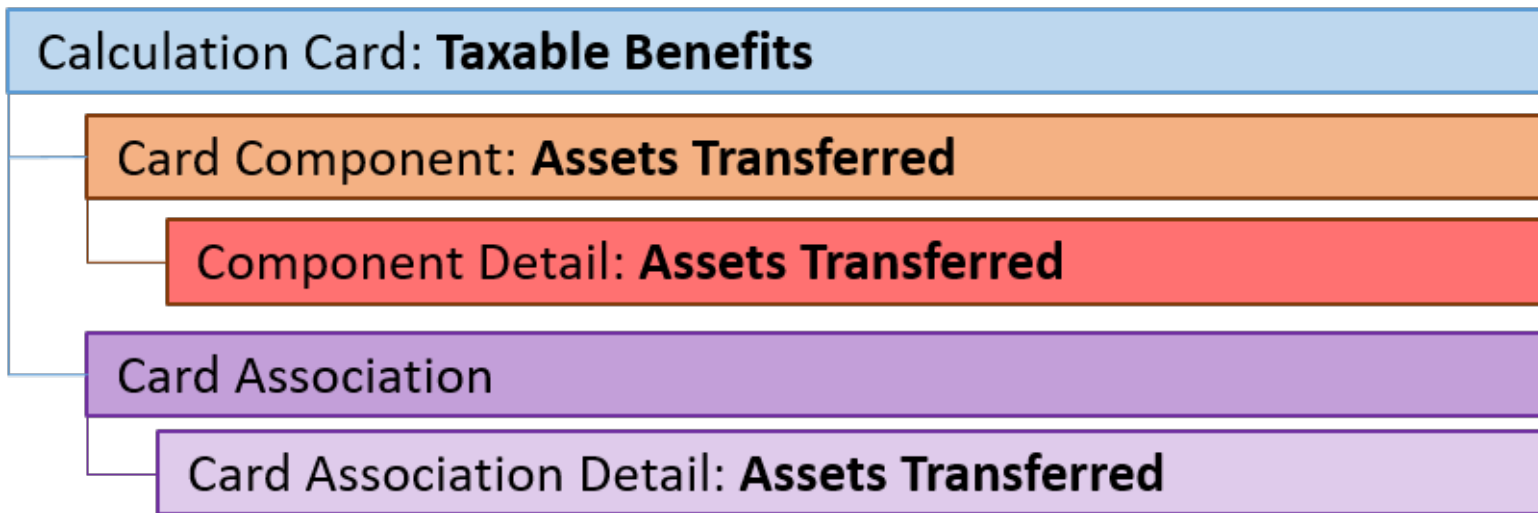 Calculation Card: Taxable Benefits
Card Component: Assets Transferred
Component Detail: Assets Transferred
Card Association
Card Association Detail: Assets Transferred